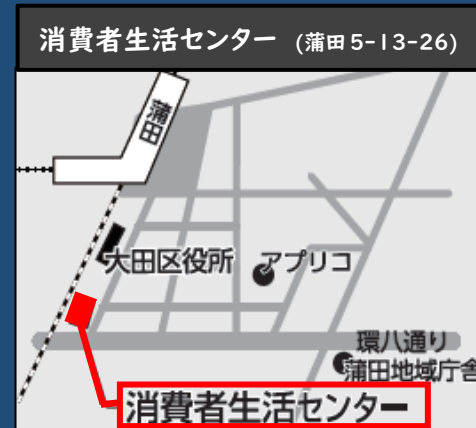 消費者生活センター (蒲田5-13-26)
蒲田
大田区役所
アプリコ
環八通り
蒲田地域庁舎
消費者生活センター